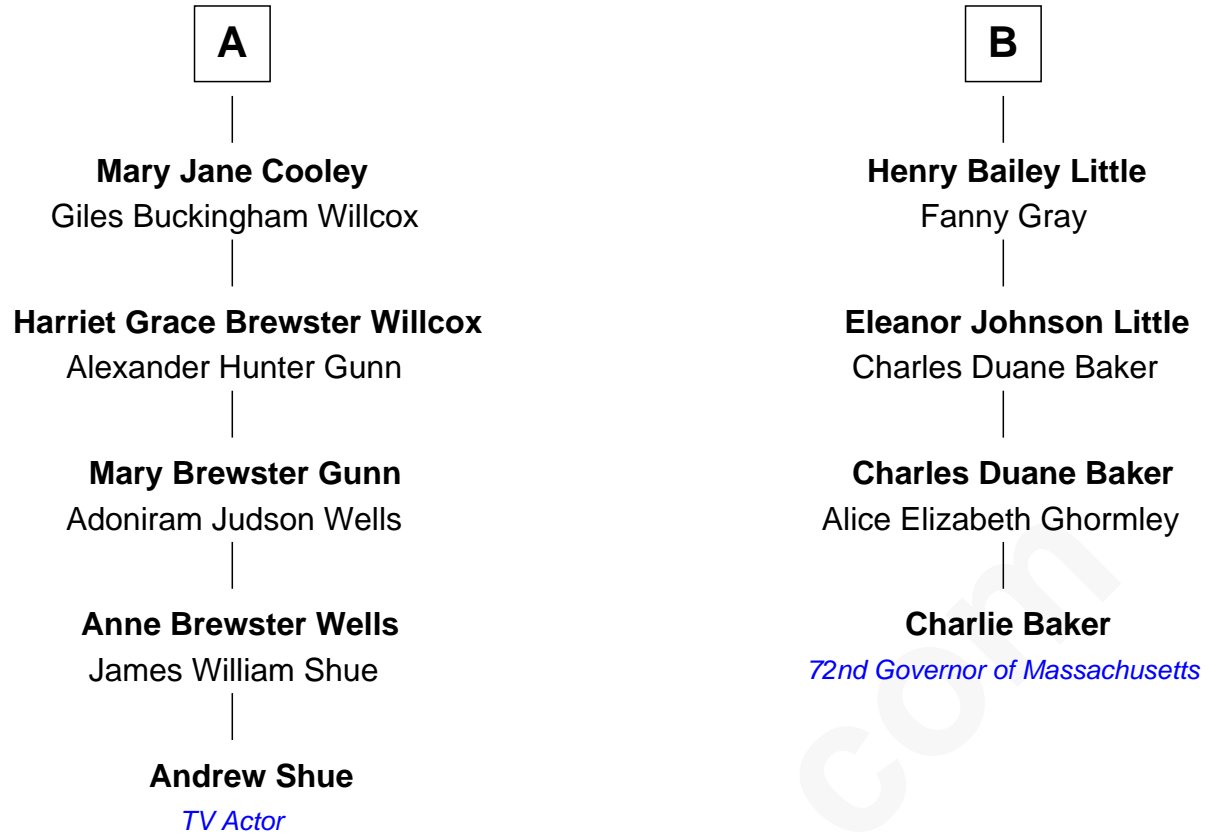 A
Mary Jane Cooley
Giles Buckingham Willcox
Harriet Grace Brewster Willcox
Alexander Hunter Gunn
Mary Brewster Gunn
Adoniram Judson Wells
Anne Brewster Wells
James William Shue
Andrew Shue
TV Actor
B
Henry Bailey Little
Fanny Gray
Eleanor Johnson Little
Charles Duane Baker
Charles Duane Baker
Alice Elizabeth Ghormley
Charlie Baker
72nd Governor of Massachusetts
com